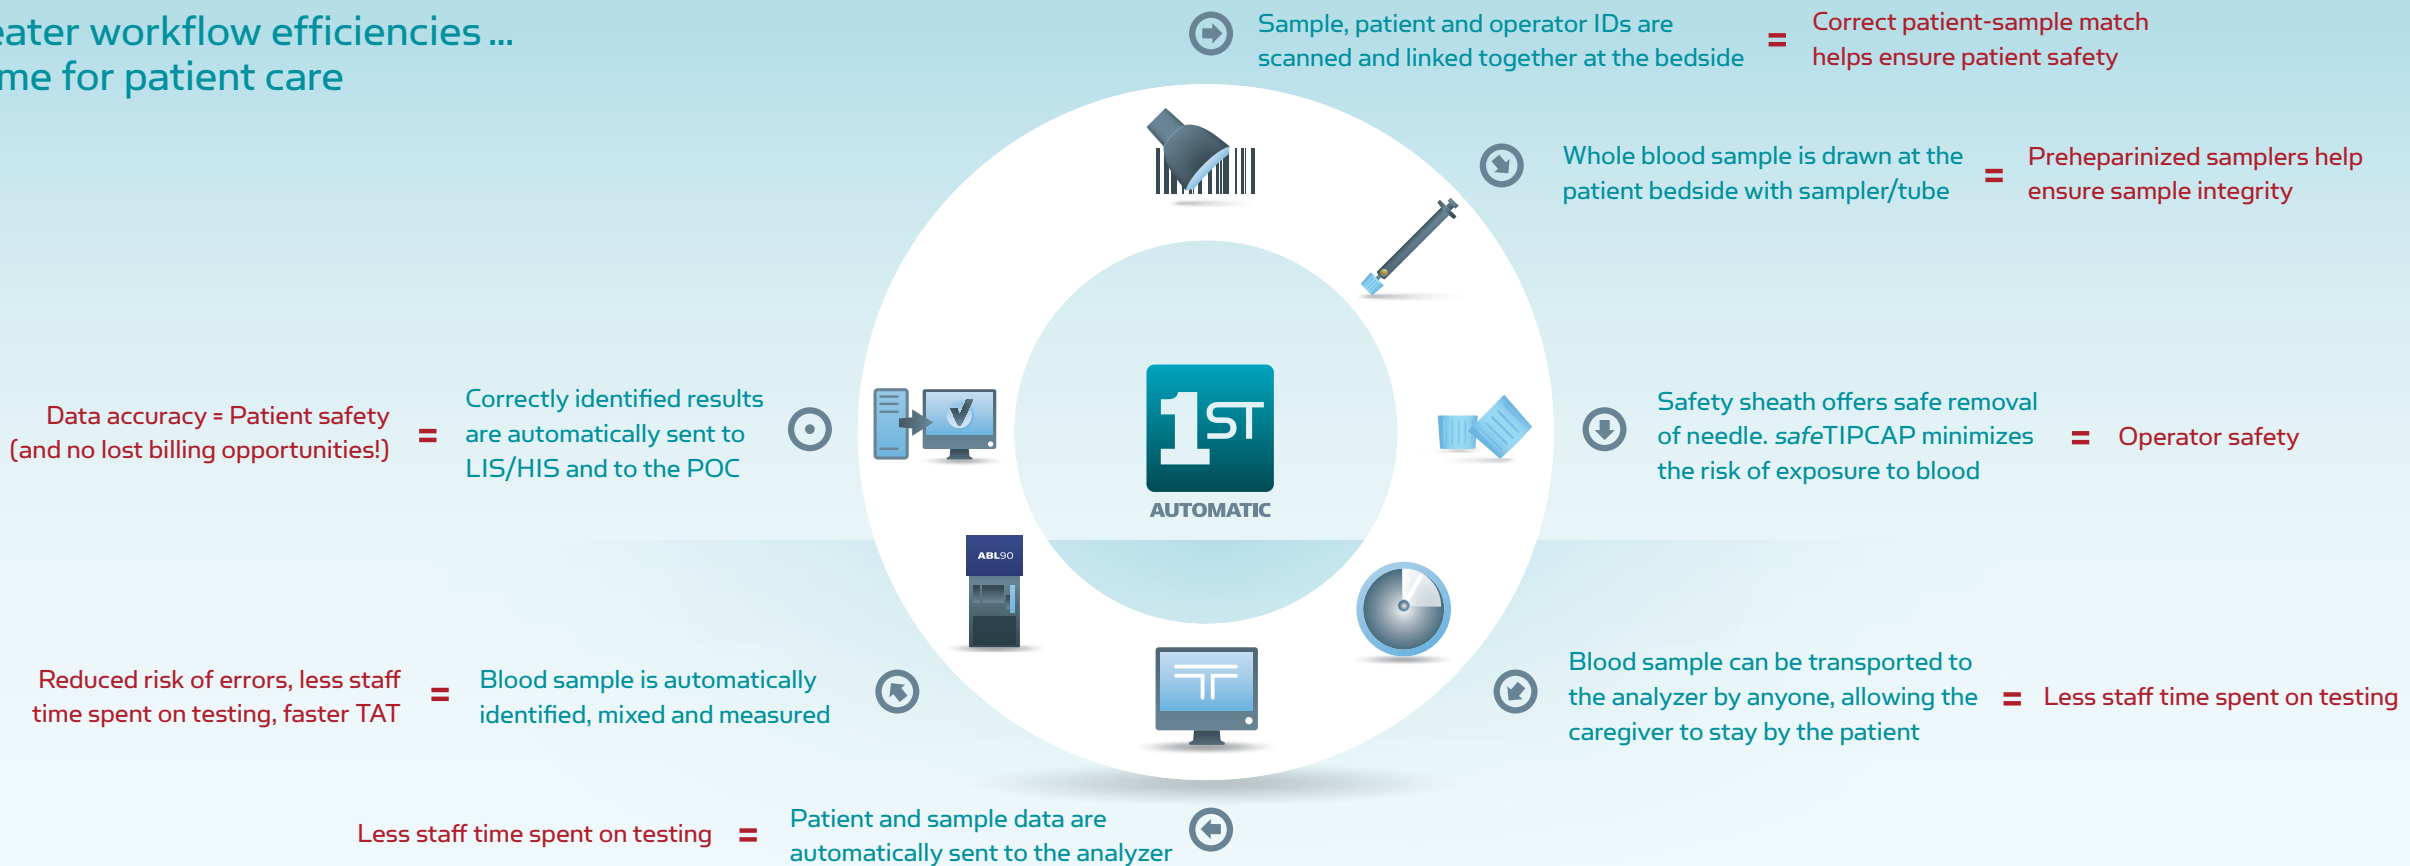 eater workflow efficiencies ...
me for patient care
Sample, patient and operator IDs are
scanned and linked together at the bedside
=
Correct patient-sample match
helps ensure patient safety
Whole blood sample is drawn at the
patient bedside with sampler/tube
=
Preheparinized samplers help
ensure sample integrity
Safety sheath offers safe removal
of needle. safeTIPCAP minimizes
the risk of exposure to blood
=
Operator safety
Blood sample can be transported to
the analyzer by anyone, allowing the
caregiver to stay by the patient
=
Less staff time spent on testing
Patient and sample data are
automatically sent to the analyzer
=
Less staff time spent on testing
Blood sample is automatically
identified, mixed and measured
=
Reduced risk of errors, less staff
time spent on testing, faster TAT
Correctly identified results
are automatically sent to
LIS/HIS and to the POC
=
Data accuracy = Patient safety
(and no lost billing opportunities!)
1ST
AUTOMATIC
ABL90